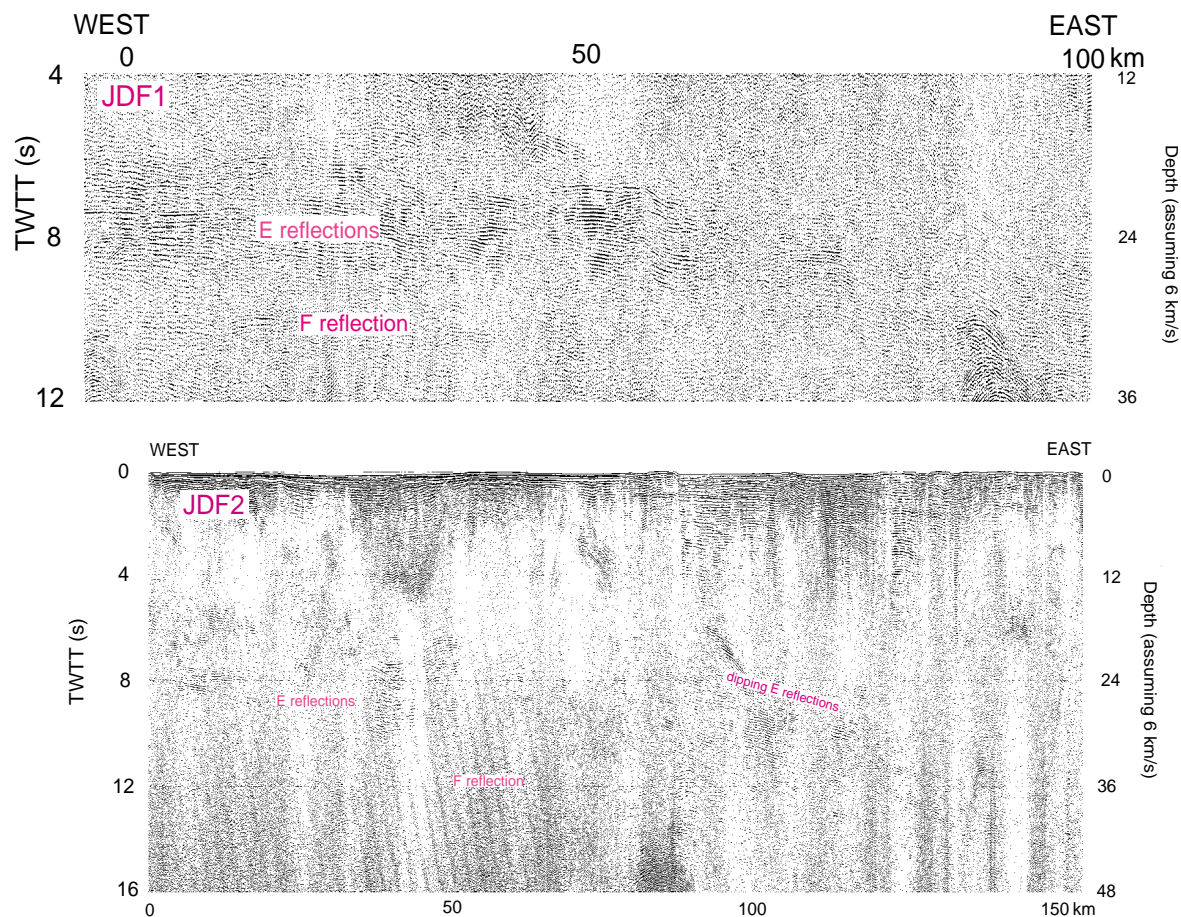 WEST
EAST
0
50
100 km
4
12
JDF1
TWTT (s)
E reflections
8
24
Depth (assuming 6 km/s)
F reflection
12
36
WEST
EAST
0
0
JDF2
4
12
TWTT (s)
8
24
Depth (assuming 6 km/s)
E reflections
dipping E reflections
F reflection
12
36
16
48
0
50
100
150 km